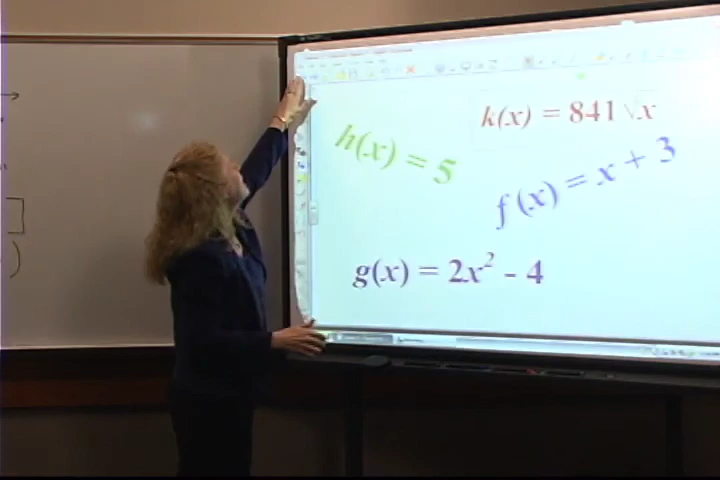 k(x) = 841√x
h(x) = 5
f(x) = x + 3
g(x) = 2x² - 4